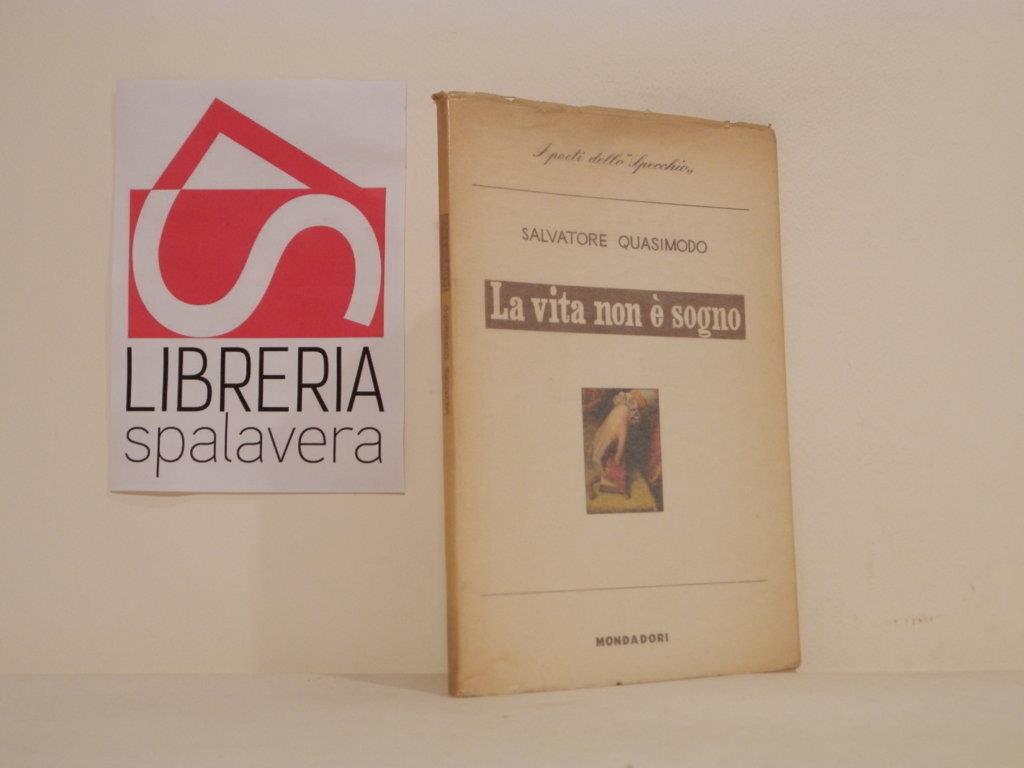 LIBRERIA
spalavera
I poeti dello "Specchio„
SALVATORE QUASIMODO
La vita non è sogno
MONDADORI